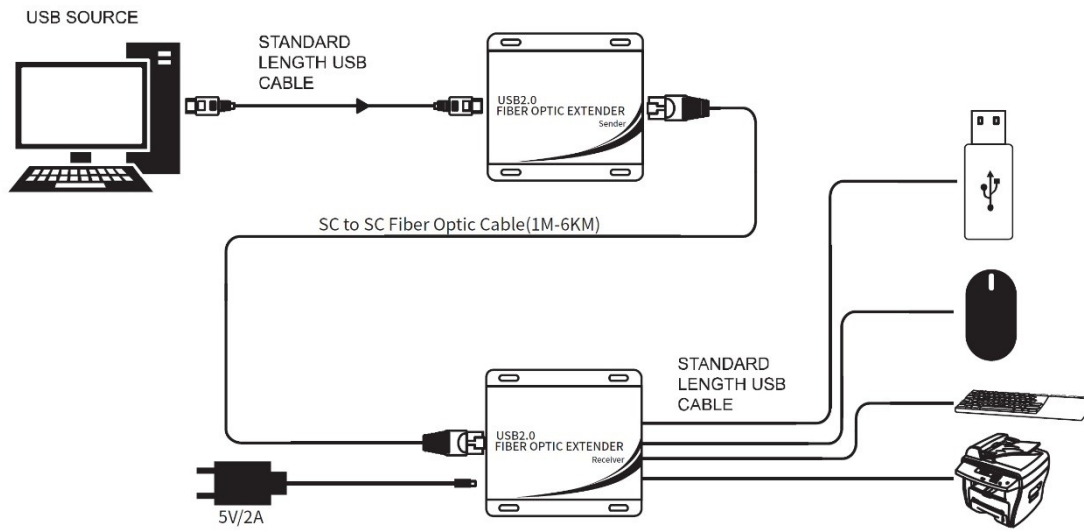 USB SOURCE
STANDARD
LENGTH USB
CABLE
USB2.0
FIBER OPTIC EXTENDER
Sender
SC to SC Fiber Optic Cable(1M-6KM)
STANDARD
LENGTH USB
CABLE
USB2.0
FIBER OPTIC EXTENDER
Receiver
5V/2A